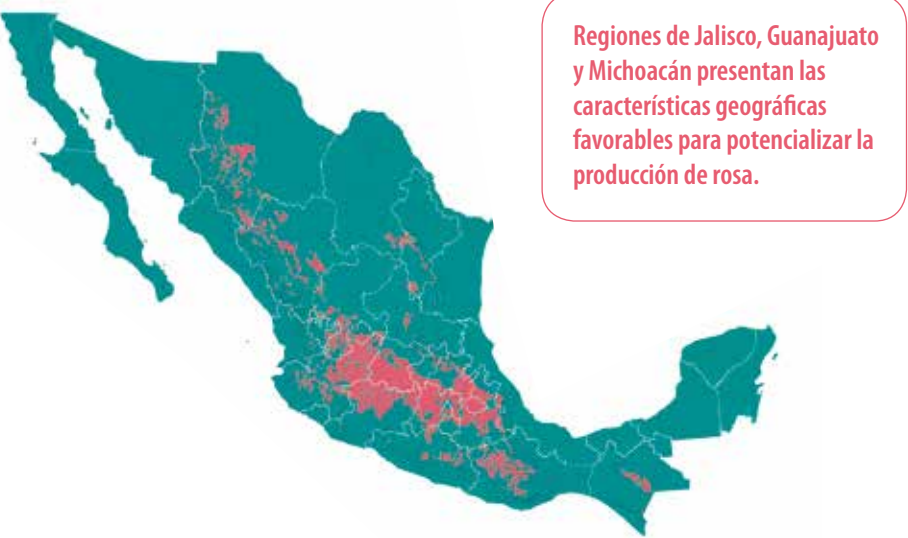 Regiones de Jalisco, Guanajuato
y Michoacán presentan las
características geográficas
favorables para potencializar la
producción de rosa.